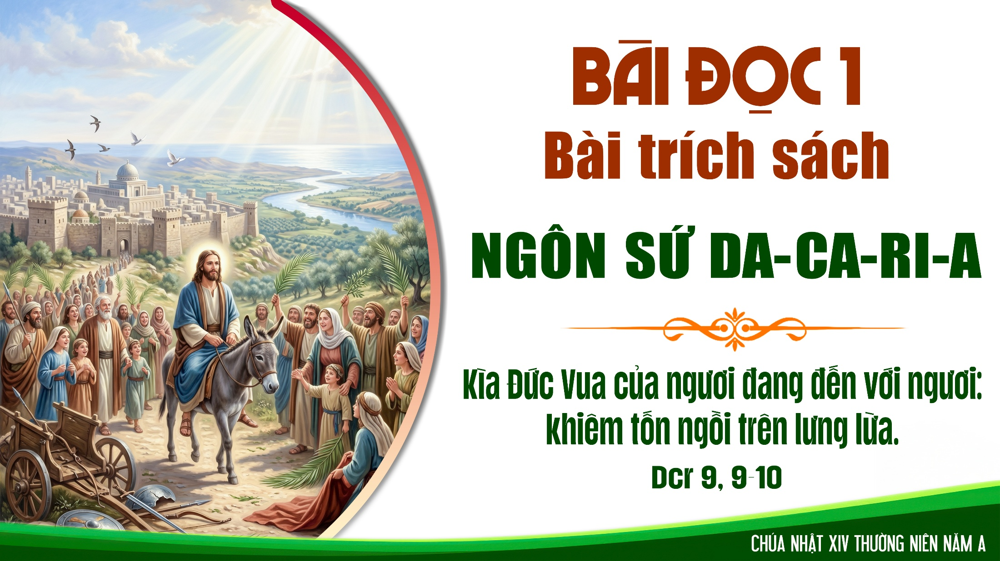 BÀI ĐỌC 1
Bài trích sách
NGÔN SỨ DA-CA-RI-A
Kìa Đức Vua của ngươi đang đến với ngươi:
khiêm tốn ngồi trên lưng lừa.
Dcr 9, 9-10
CHÚA NHẬT XIV THƯỜNG NIÊN NĂM A